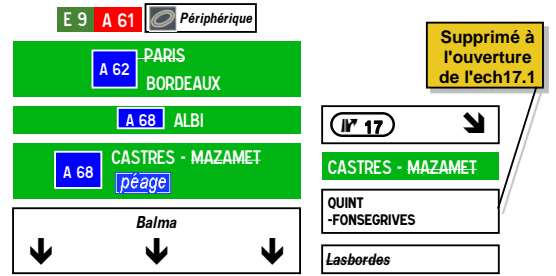 E 9 A 61 Périphérique
A 62 PARIS
BORDEAUX
A 68 ALBI
A 68 CASTRES - MAZAMET
péage
Balma
Supprimé à
l'ouverture
de l'ech17.1
17
CASTRES - MAZAMET
QUINT
-FONSEGRIVES
Lasbordes